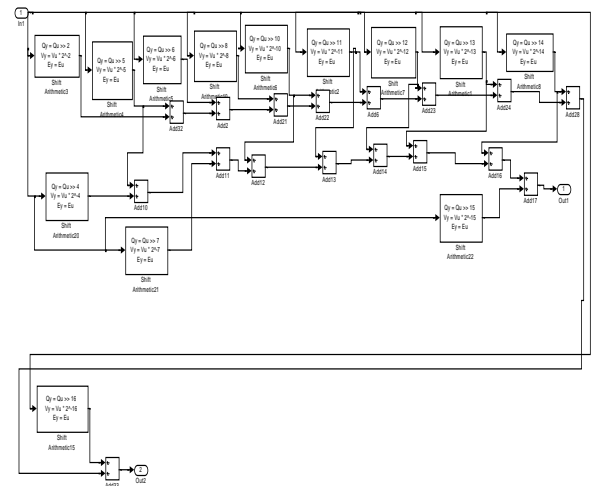 1
In1
Qy = Qu >> 2
Vy = Vu * 2^-2
Ey = Eu
Shift
Arithmetic3
Qy = Qu >> 5
Vy = Vu * 2^-5
Ey = Eu
Shift
Arithmetic4
Qy = Qu >> 6
Vy = Vu * 2^-6
Ey = Eu
Shift
Arithmetic5
Qy = Qu >> 8
Vy = Vu * 2^-8
Ey = Eu
Shift
Qy = Qu >> 10
Vy = Vu * 2^-10
Ey = Eu
Shift
Arithmetic6
Qy = Qu >> 11
Vy = Vu * 2^-11
Ey = Eu
Shift
Qy = Qu >> 12
Vy = Vu * 2^-12
Ey = Eu
Shift
Arithmetic7
Qy = Qu >> 13
Vy = Vu * 2^-13
Ey = Eu
Shift
Qy = Qu >> 14
Vy = Vu * 2^-14
Ey = Eu
Shift
Arithmetic8
Add32
Add2
Add21
Add22
Add6
Add23
Add24
Add28
Qy = Qu >> 4
Vy = Vu * 2^-4
Ey = Eu
Shift
Arithmetic20
Add10
Add11
Add12
Add13
Add14
Add15
Add16
Add17
1
Out1
Qy = Qu >> 7
Vy = Vu * 2^-7
Ey = Eu
Shift
Arithmetic21
Qy = Qu >> 15
Vy = Vu * 2^-15
Ey = Eu
Shift
Arithmetic22
Qy = Qu >> 16
Vy = Vu * 2^-16
Ey = Eu
Shift
Arithmetic15
Add33
2
Out2